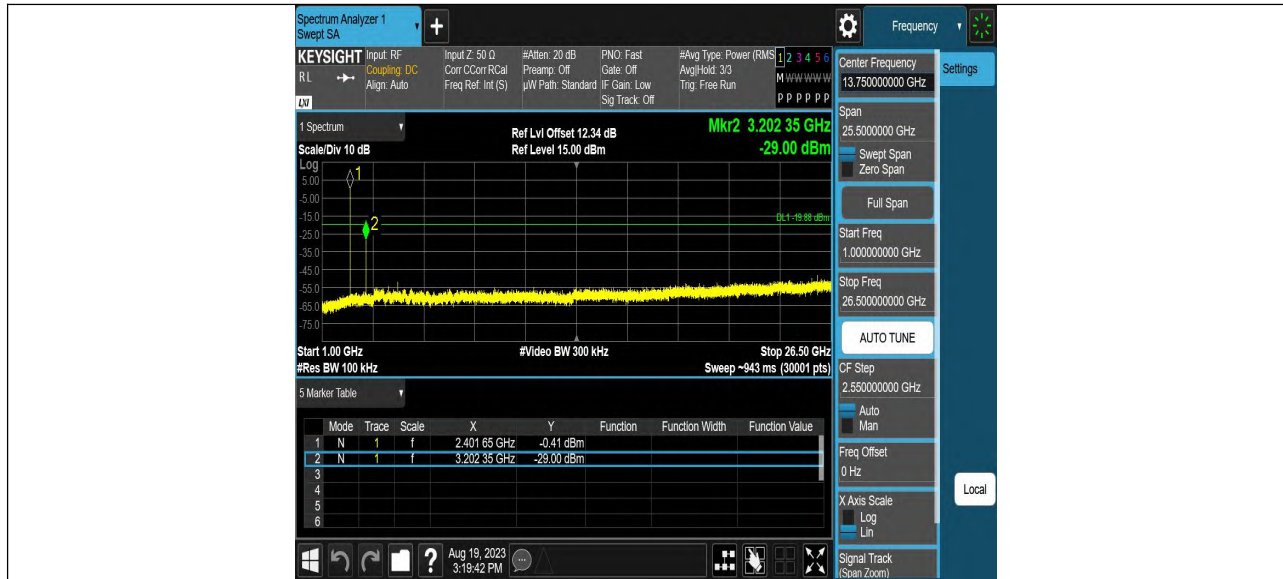 Spectrum Analyzer 1
Swept SA
+
Frequency
KEYSIGHT
RL
LXI
Input: RF
Coupling: DC
Align: Auto
Input Z: 50 Ω
Corr CCorr RCal
Freq Ref: Int (S)
#Atten: 20 dB
Preamp: Off
µW Path: Standard
PNO: Fast
Gate: Off
IF Gain: Low
Sig Track: Off
#Avg Type: Power (RMS
Avg|Hold: 3/3
Trig: Free Run
1 2 3 4 5 6
M W W W W W
P P P P P P
1 Spectrum
Scale/Div 10 dB
Ref Lvl Offset 12.34 dB
Ref Level 15.00 dBm
Mkr2 3.202 35 GHz
-29.00 dBm
Log
5.00
-5.00
-15.0
-25.0
-35.0
-45.0
-55.0
-65.0
-75.0
1
2
DL1 -19.88 dBm
Start 1.00 GHz
#Res BW 100 kHz
#Video BW 300 kHz
Stop 26.50 GHz
Sweep ~943 ms (30001 pts)
5 Marker Table
Mode Trace Scale X Y Function Function Width Function Value
1 N 1 f 2.401 65 GHz -0.41 dBm
2 N 1 f 3.202 35 GHz -29.00 dBm
3
4
5
6
Aug 19, 2023
3:19:42 PM
?
Center Frequency
13.750000000 GHz
Span
25.5000000 GHz
Swept Span
Zero Span
Full Span
Start Freq
1.000000000 GHz
Stop Freq
26.500000000 GHz
AUTO TUNE
CF Step
2.550000000 GHz
Auto
Man
Freq Offset
0 Hz
X Axis Scale
Log
Lin
Signal Track
(Span Zoom)
Settings
Local